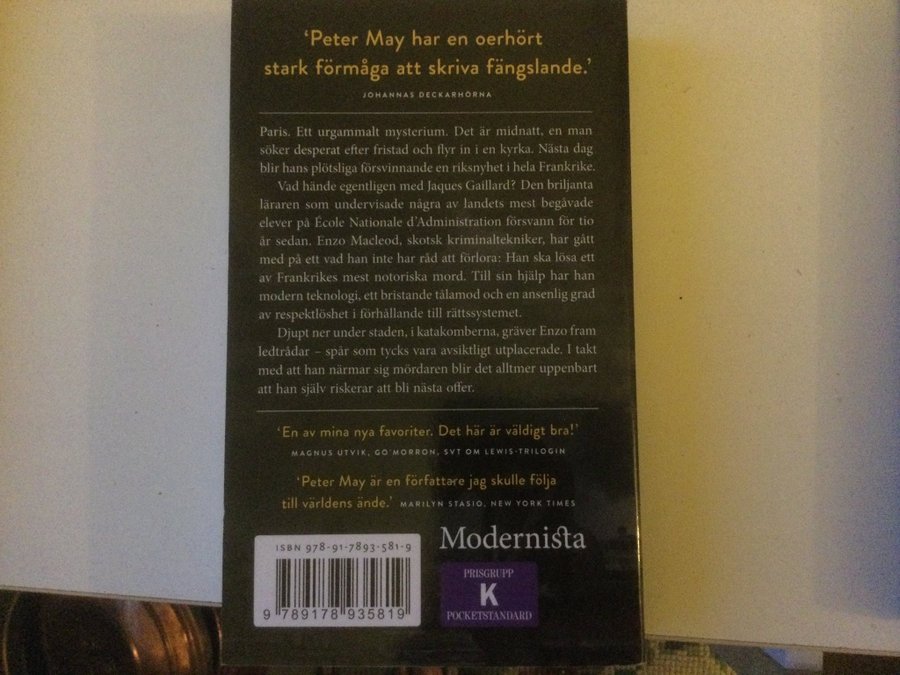 ‘Peter May har en oerhört
stark förmåga att skriva fängslande.’
JOHANNAS DECKARHÖRNA
Paris. Ett urgammalt mysterium. Det är midnatt, en man
söker desperat efter fristad och flyr in i en kyrka. Nästa dag
blir hans plötsliga försvinnande en riksnyhet i hela Frankrike.
Vad hände egentligen med Jaques Gaillard? Den briljanta
läraren som undervisade några av landets mest begåvade
elever på École Nationale d’Administration försvann för tio
år sedan. Enzo Macleod, skotsk kriminaltekniker, har gått
med på ett vad han inte har råd att förlora: Han ska lösa ett
av Frankrikes mest notoriska mord. Till sin hjälp har han
modern teknologi, ett bristande tålamod och en ansenlig grad
av respektlöshet i förhållande till rättssystemet.
Djupt ner under staden, i katakomberna, gräver Enzo fram
ledtrådar – spår som tycks vara avsiktligt utplacerade. I takt
med att han närmar sig mördaren blir det alltmer uppenbart
att han själv riskerar att bli nästa offer.
‘En av mina nya favoriter. Det här är väldigt bra!’
MAGNUS UTVIK, GO’MORRON, SVT OM LEWIS-TRILOGIN
‘Peter May är en författare jag skulle följa
till världens ände.’ MARILYN STASIO, NEW YORK TIMES
ISBN 978-91-7893-581-9
9 789178 935819
Modernista
PRISGRUPP
K
POCKETSTANDARD